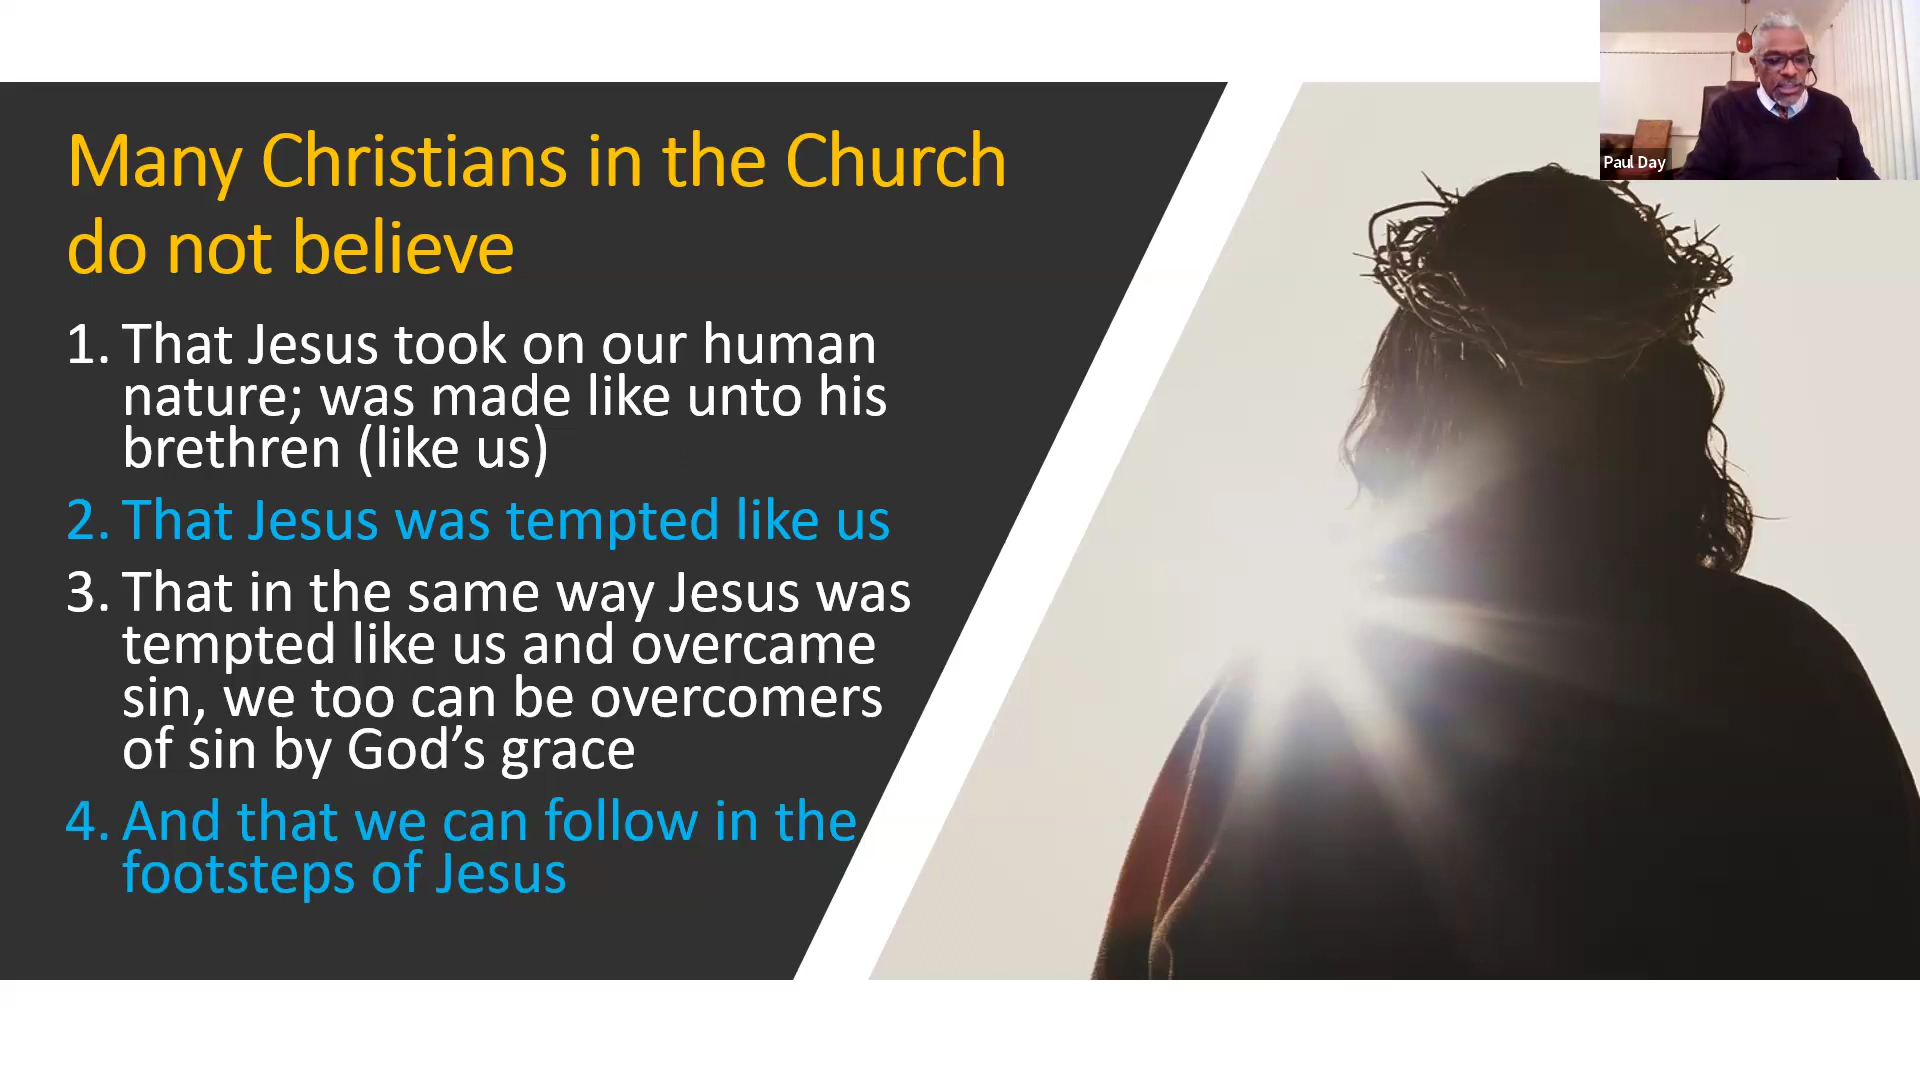 Many Christians in the Church
do not believe
1. That Jesus took on our human
nature; was made like unto his
brethren (like us)
2. That Jesus was tempted like us
3. That in the same way Jesus was
tempted like us and overcame
sin, we too can be overcomers
of sin by God’s grace
4. And that we can follow in the
footsteps of Jesus
Paul Day